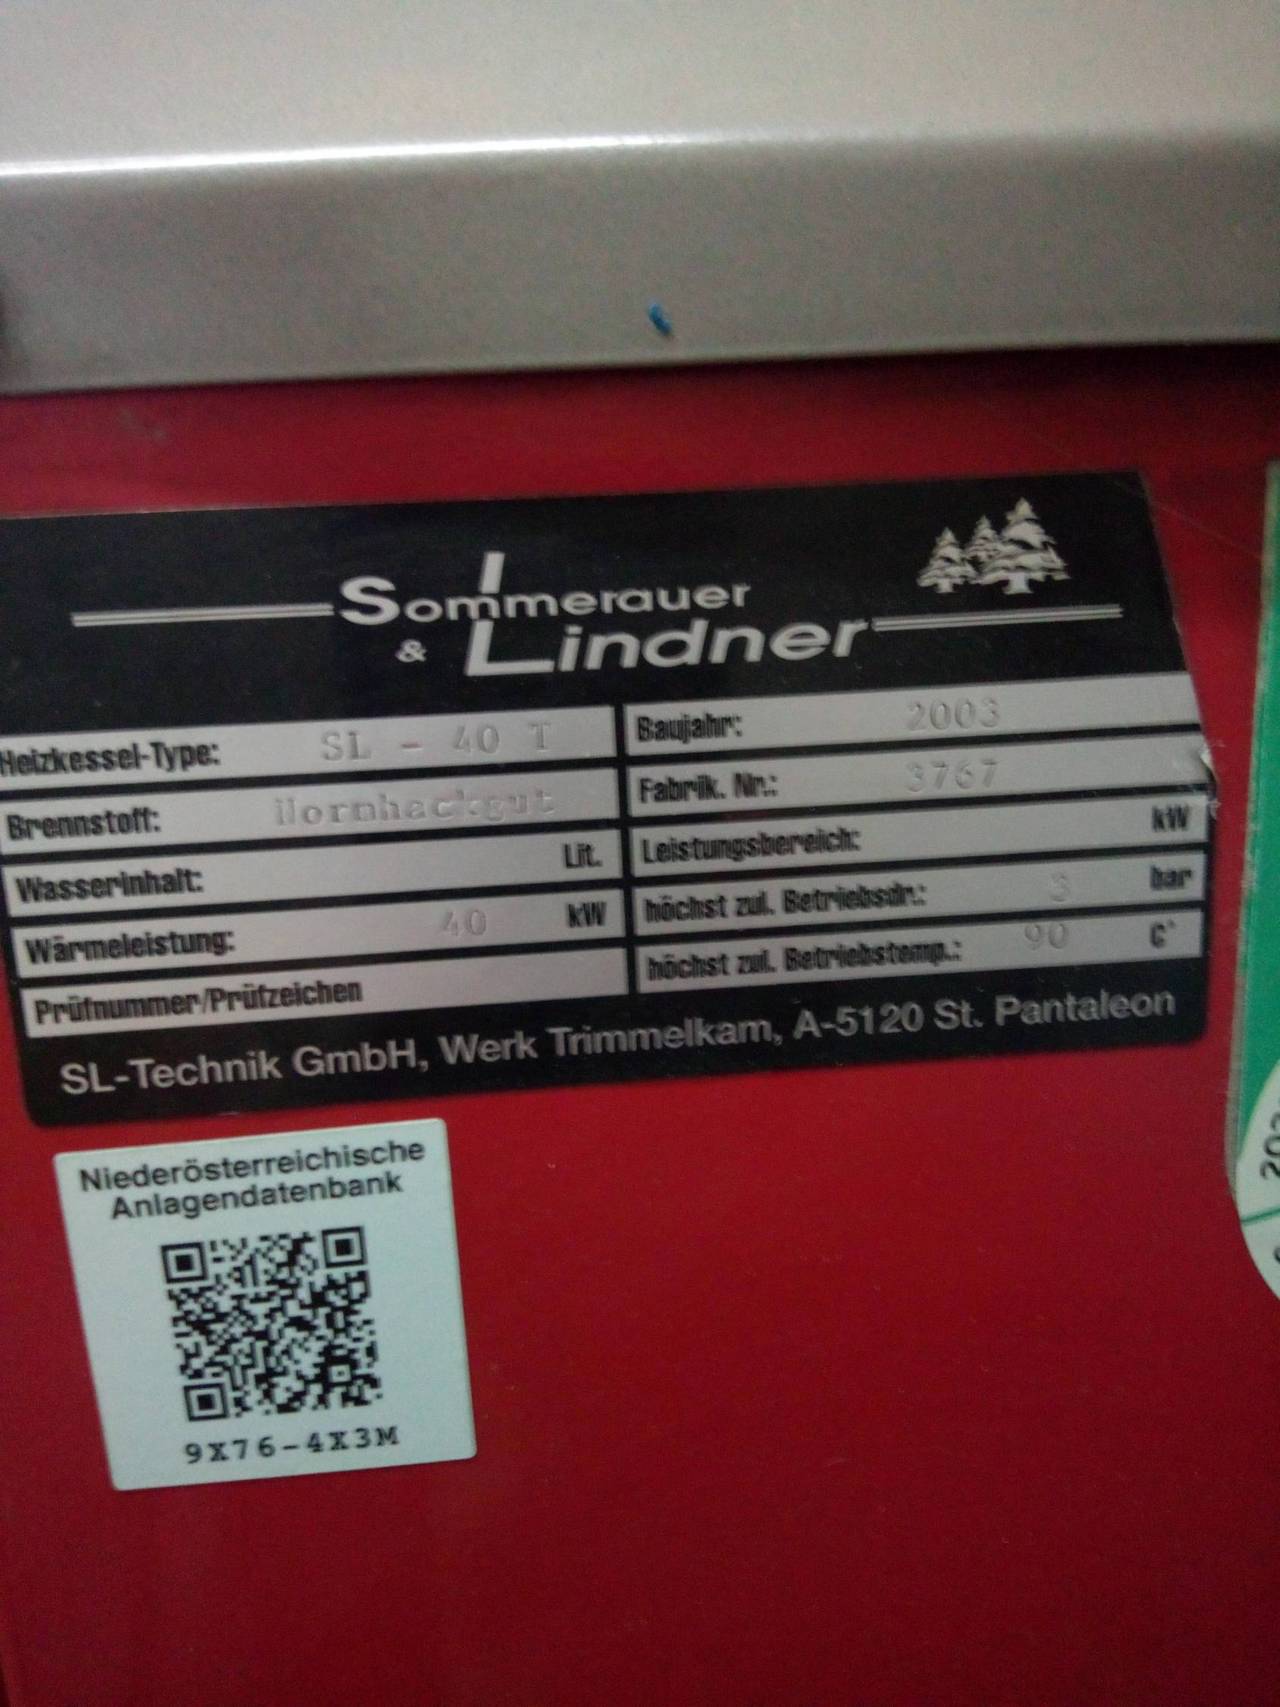 Sommerauer
& Lindner
Heizkessel-Type: SL - 40 T
Brennstoff: Nornhackgut
Wasserinhalt: Lit.
Wärmeleistung: 40 kW
Prüfnummer/Prüfzeichen
Baujahr: 2003
Fabrik. Nr.: 3767
Leistungsbereich: kW
höchst zul. Betriebsdr.: 3 bar
höchst zul. Betriebstemp.: 90 C°
SL-Technik GmbH, Werk Trimmelkam, A-5120 St. Pantaleon
Niederösterreichische
Anlagendatenbank
9X76-4X3M